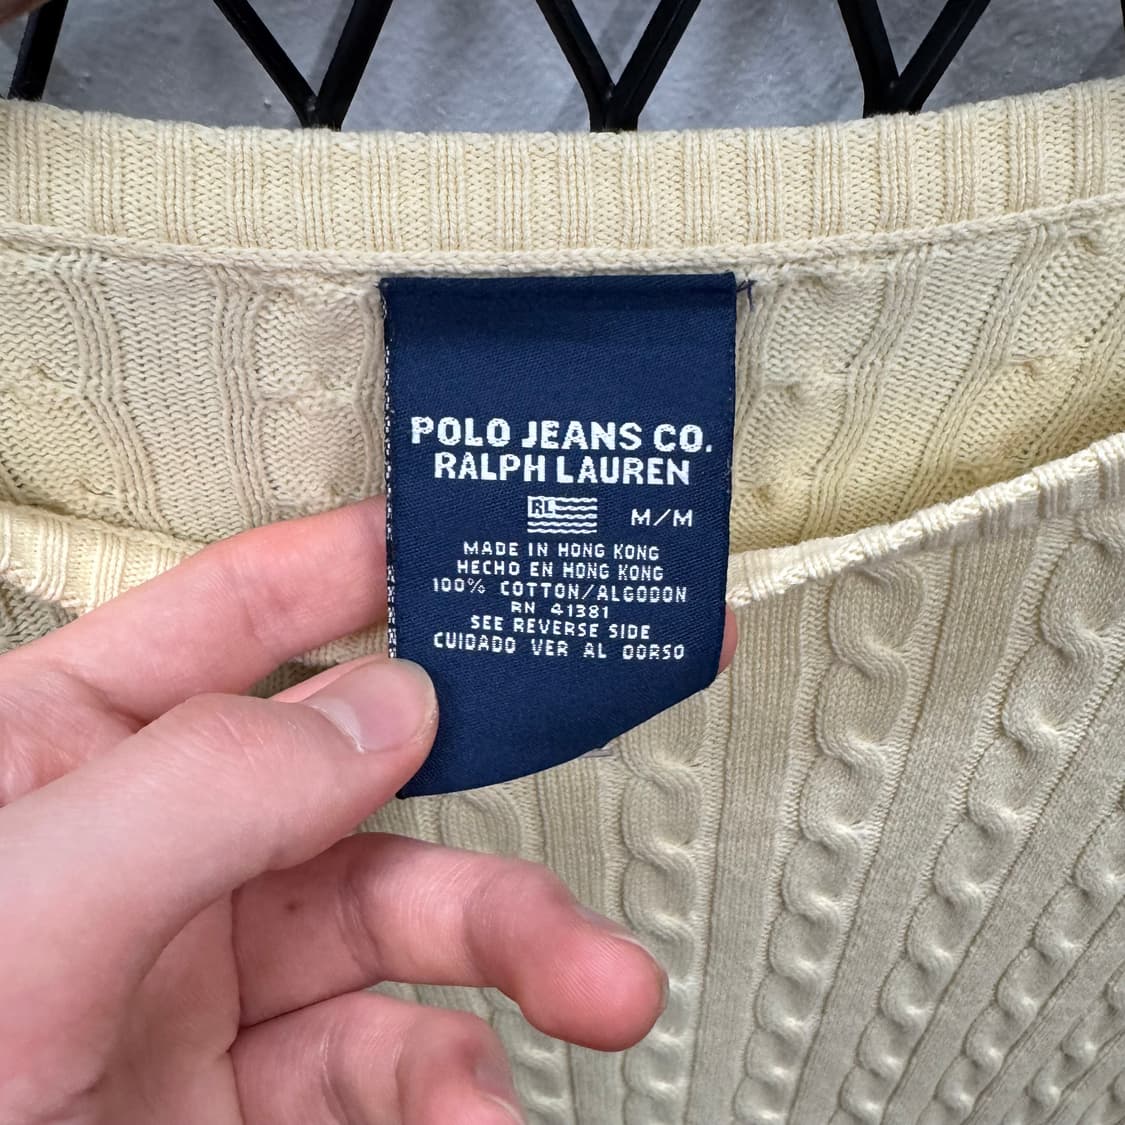 POLO JEANS CO.
RALPH LAUREN
RL M/M
MADE IN HONG KONG
HECHO EN HONG KONG
100% COTTON/ALGODON
RN 41381
SEE REVERSE SIDE
CUIDADO VER AL DORSO